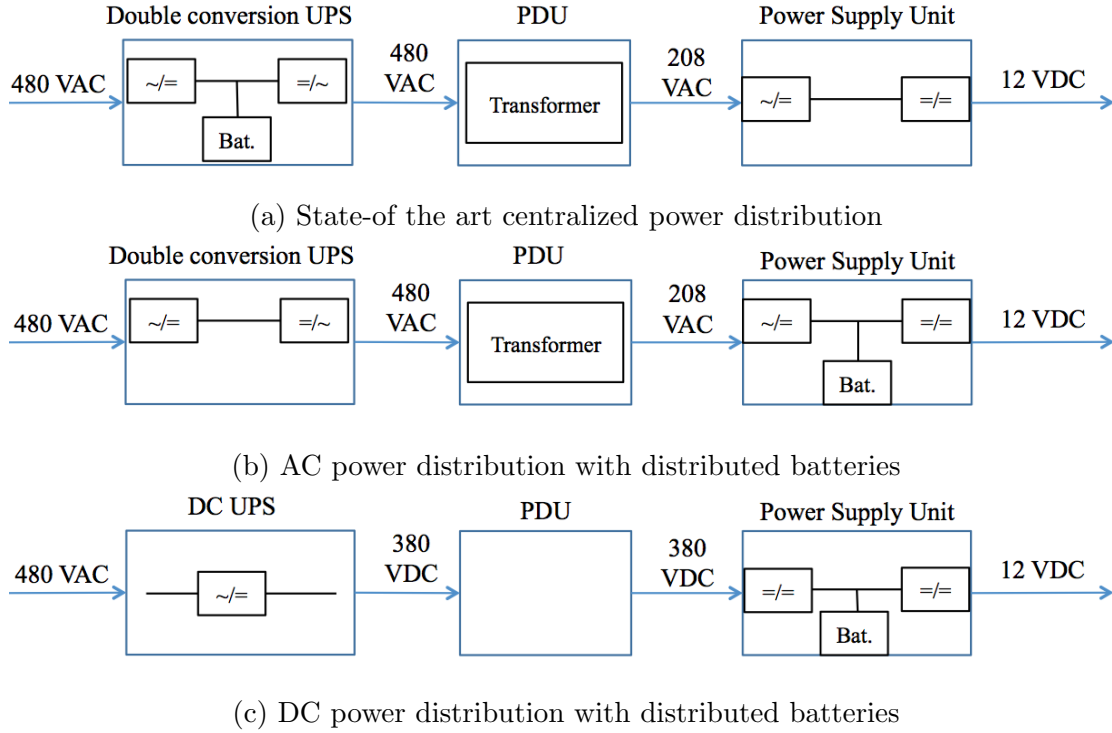 Double conversion UPS
PDU
Power Supply Unit
480 VAC
~/=
=/~
Bat.
480
VAC
Transformer
208
VAC
~/=
=/=
12 VDC
(a) State-of the art centralized power distribution
Double conversion UPS
PDU
Power Supply Unit
480 VAC
~/=
=/~
480
VAC
Transformer
208
VAC
~/=
=/=
Bat.
12 VDC
(b) AC power distribution with distributed batteries
DC UPS
PDU
Power Supply Unit
480 VAC
~/=
380
VDC
380
VDC
=/=
=/=
Bat.
12 VDC
(c) DC power distribution with distributed batteries